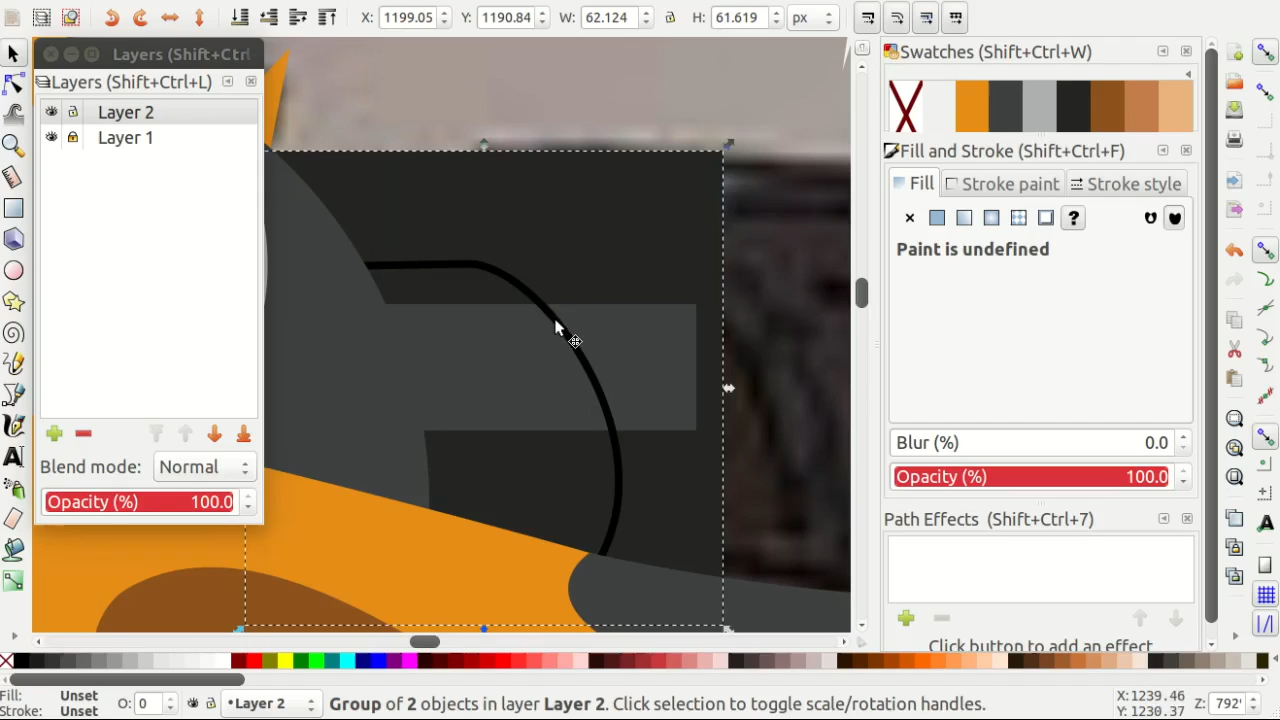 X: 1199.05 Y: 1190.84 W: 62.124 H: 61.619 px
Layers (Shift+Ctrl
Layers (Shift+Ctrl+L)
Layer 2
Layer 1
Blend mode: Normal
Opacity (%) 100.0
Swatches (Shift+Ctrl+W)
Fill and Stroke (Shift+Ctrl+F)
Fill Stroke paint Stroke style
?
Paint is undefined
Blur (%) 0.0
Opacity (%) 100.0
Path Effects (Shift+Ctrl+7)
Click button to add an effect
Fill: Unset
Stroke: Unset
O: 0
•Layer 2
Group of 2 objects in layer Layer 2. Click selection to toggle scale/rotation handles.
X:1239.46
Y:1230.37
Z: 792